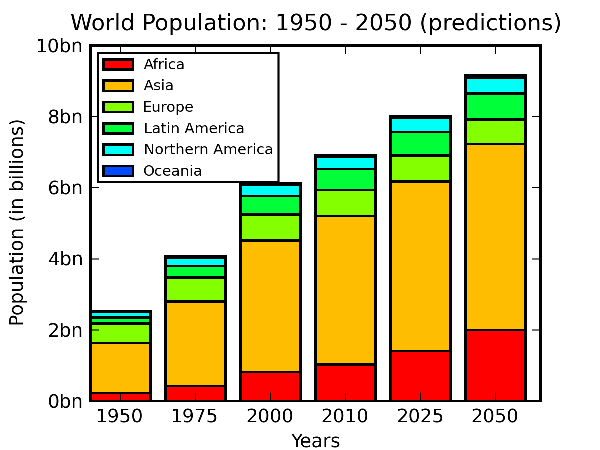 World Population: 1950 - 2050 (predictions)
10bn
8bn
6bn
4bn
2bn
0bn
Population (in billions)
Africa
Asia
Europe
Latin America
Northern America
Oceania
1950 1975 2000 2010 2025 2050
Years